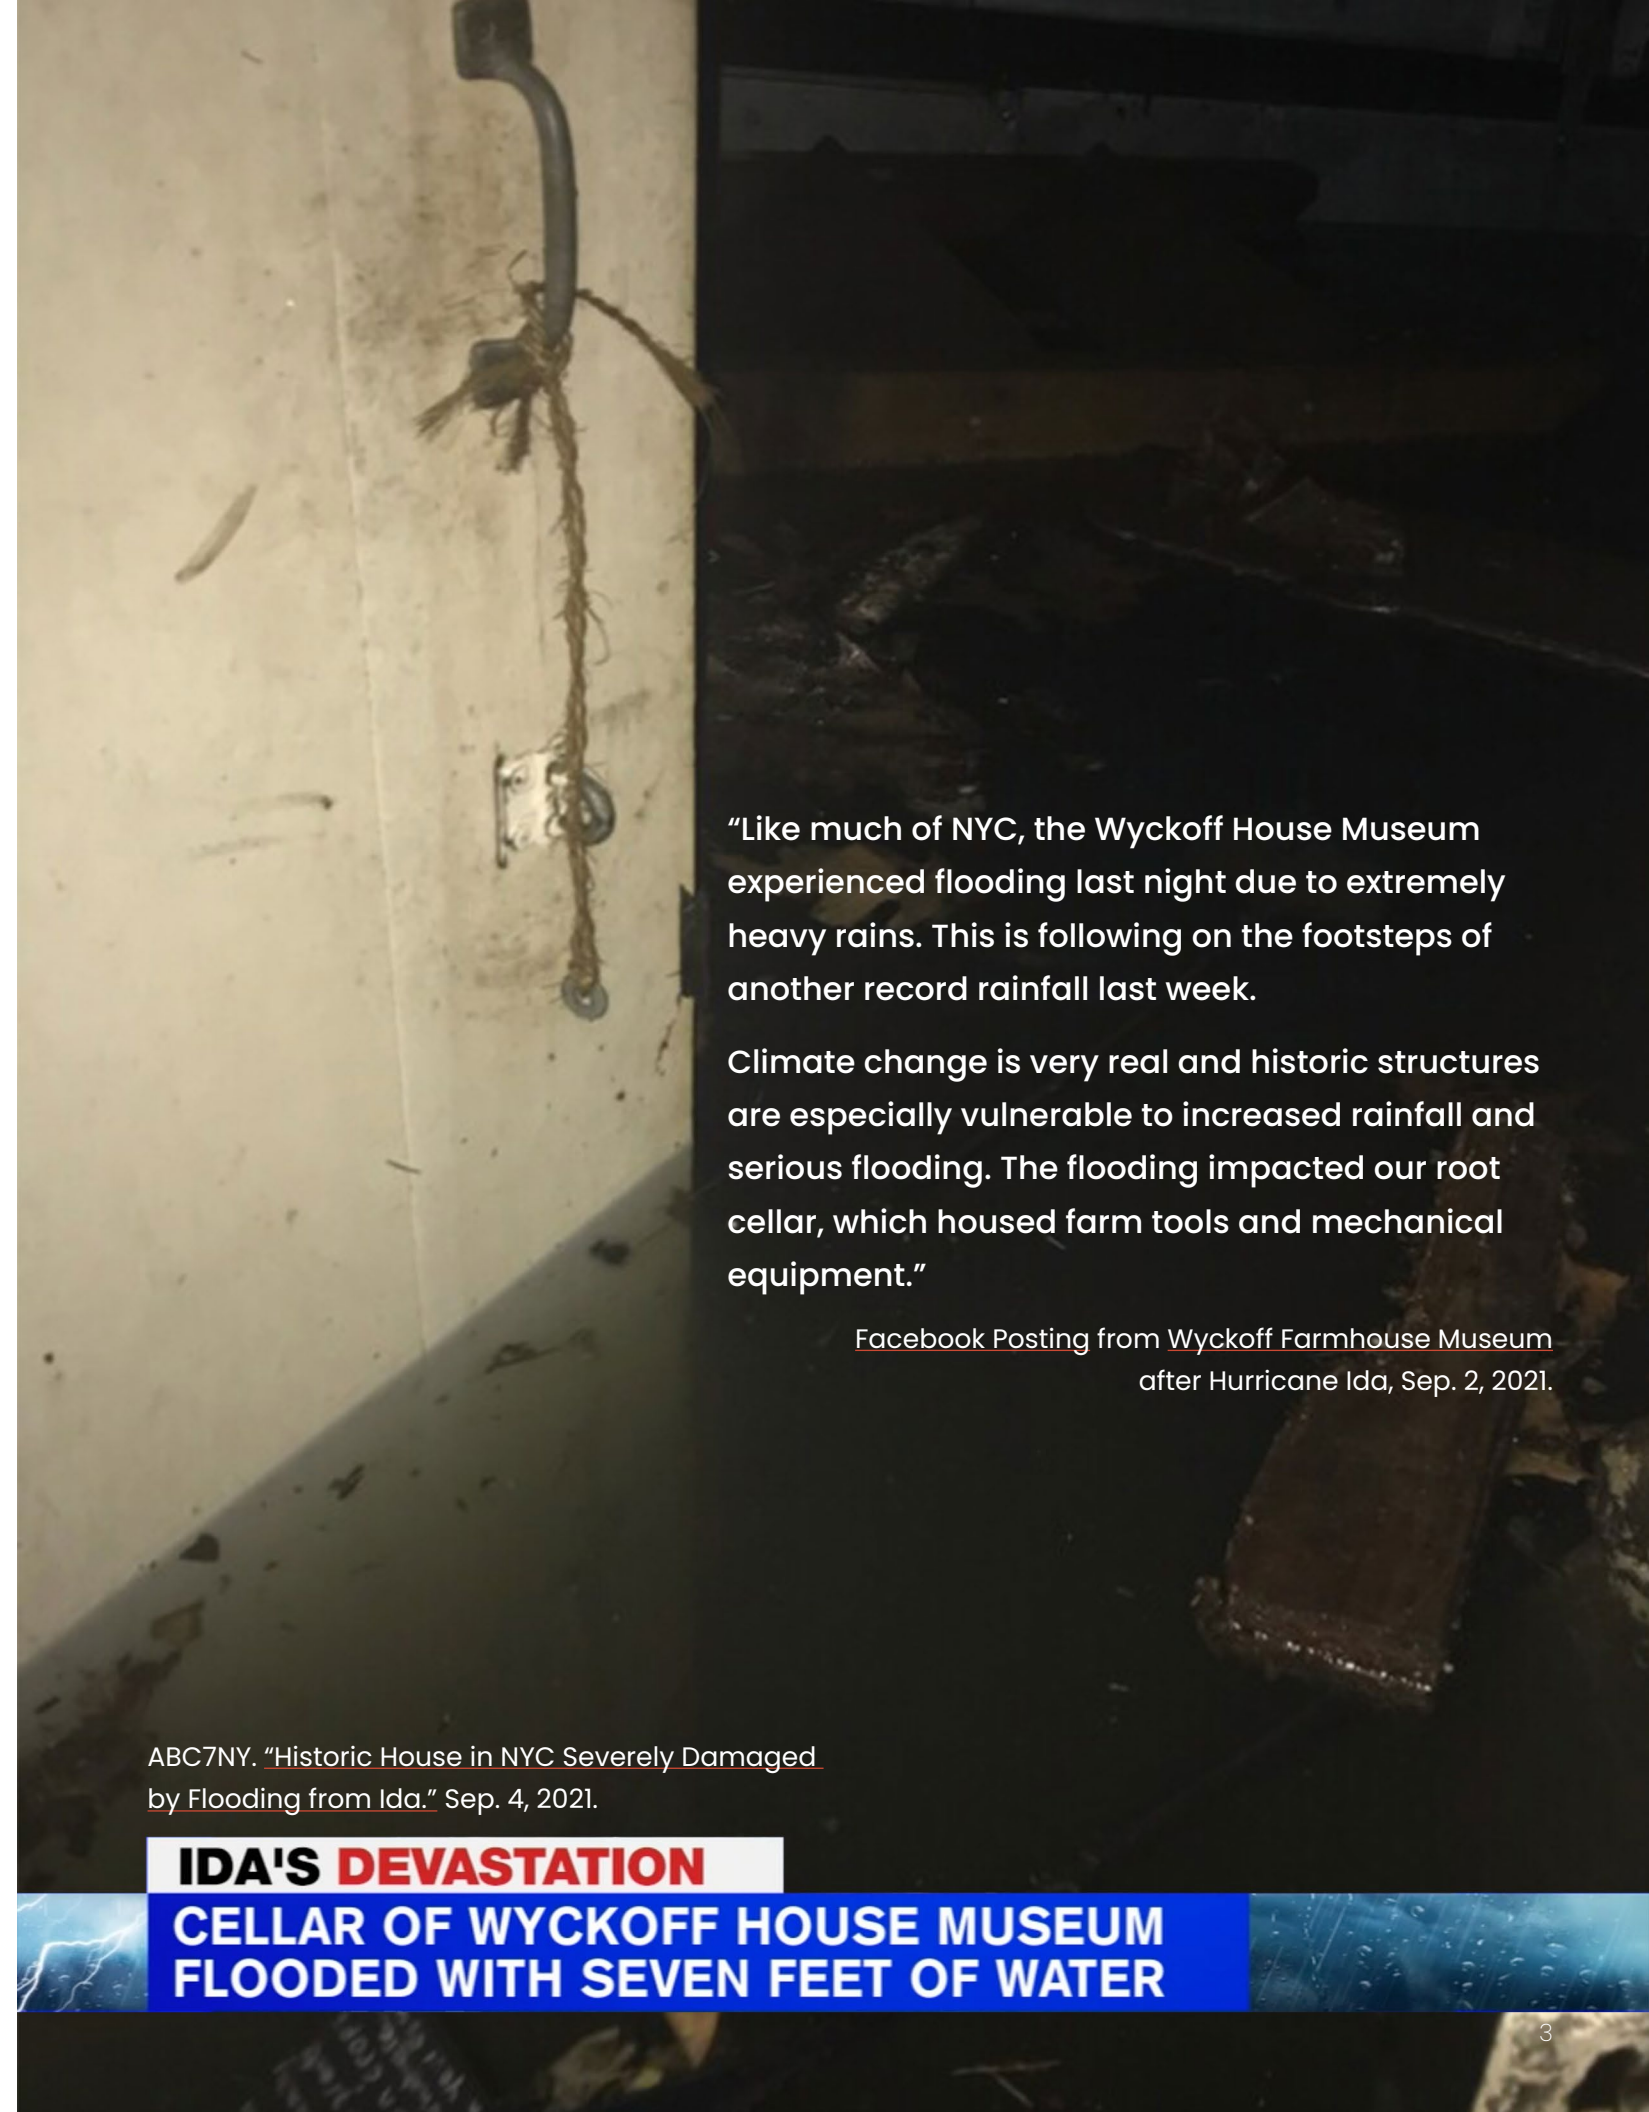 “Like much of NYC, the Wyckoff House Museum
experienced flooding last night due to extremely
heavy rains. This is following on the footsteps of
another record rainfall last week.
Climate change is very real and historic structures
are especially vulnerable to increased rainfall and
serious flooding. The flooding impacted our root
cellar, which housed farm tools and mechanical
equipment.”
Facebook Posting from Wyckoff Farmhouse Museum
after Hurricane Ida, Sep. 2, 2021.
ABC7NY. “Historic House in NYC Severely Damaged
by Flooding from Ida.” Sep. 4, 2021.
IDA'S DEVASTATION
CELLAR OF WYCKOFF HOUSE MUSEUM
FLOODED WITH SEVEN FEET OF WATER
3